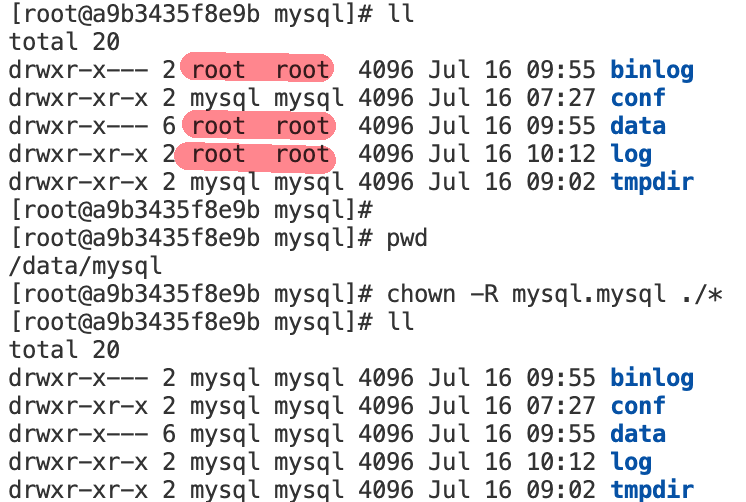 [root@a9b3435f8e9b mysql]# ll
total 20
drwxr-x--- 2 root  root  4096 Jul 16 09:55 binlog
drwxr-xr-x 2 mysql mysql 4096 Jul 16 07:27 conf
drwxr-x--- 6 root  root  4096 Jul 16 09:55 data
drwxr-xr-x 2 root  root  4096 Jul 16 10:12 log
drwxr-xr-x 2 mysql mysql 4096 Jul 16 09:02 tmpdir
[root@a9b3435f8e9b mysql]#
[root@a9b3435f8e9b mysql]# pwd
/data/mysql
[root@a9b3435f8e9b mysql]# chown -R mysql.mysql ./*
[root@a9b3435f8e9b mysql]# ll
total 20
drwxr-x--- 2 mysql mysql 4096 Jul 16 09:55 binlog
drwxr-xr-x 2 mysql mysql 4096 Jul 16 07:27 conf
drwxr-x--- 6 mysql mysql 4096 Jul 16 09:55 data
drwxr-xr-x 2 mysql mysql 4096 Jul 16 10:12 log
drwxr-xr-x 2 mysql mysql 4096 Jul 16 09:02 tmpdir